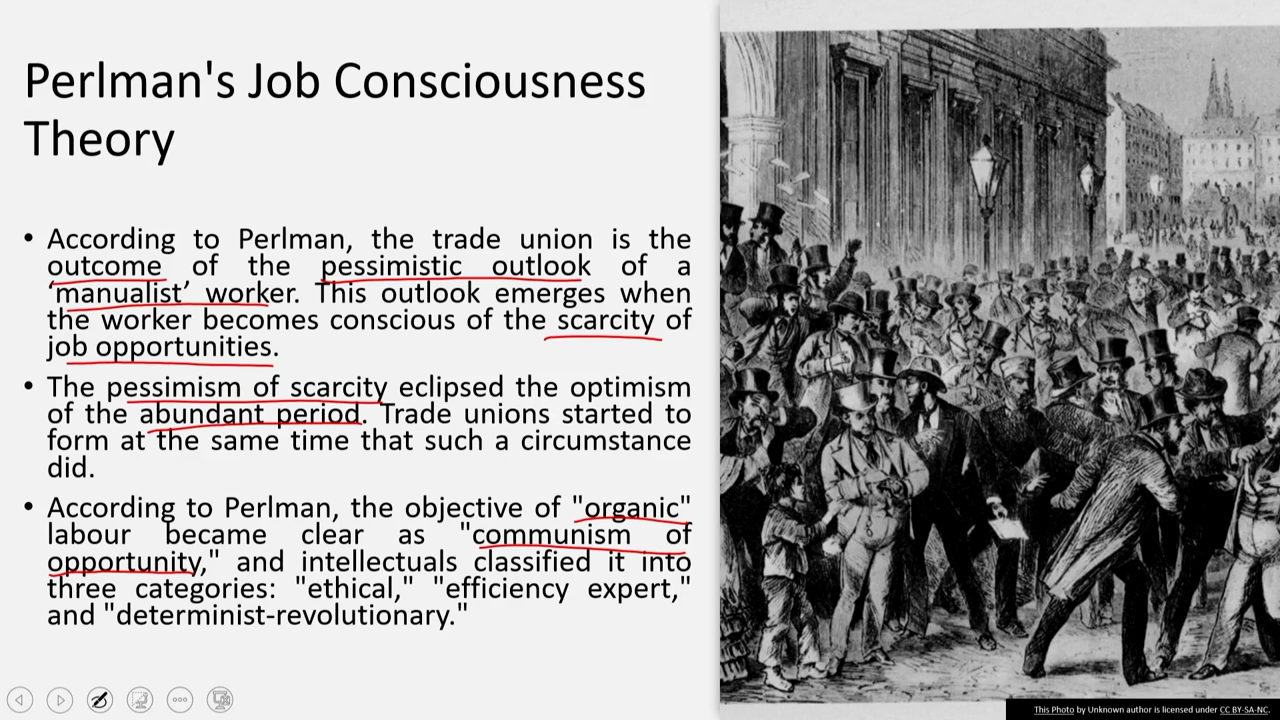 Perlman's Job Consciousness
Theory
• According to Perlman, the trade union is the
outcome of the pessimistic outlook of a
‘manualist’ worker. This outlook emerges when
the worker becomes conscious of the scarcity of
job opportunities.
• The pessimism of scarcity eclipsed the optimism
of the abundant period. Trade unions started to
form at the same time that such a circumstance
did.
• According to Perlman, the objective of "organic"
labour became clear as "communism of
opportunity," and intellectuals classified it into
three categories: "ethical," "efficiency expert,"
and "determinist-revolutionary."
This Photo by Unknown author is licensed under CC BY-SA-NC.